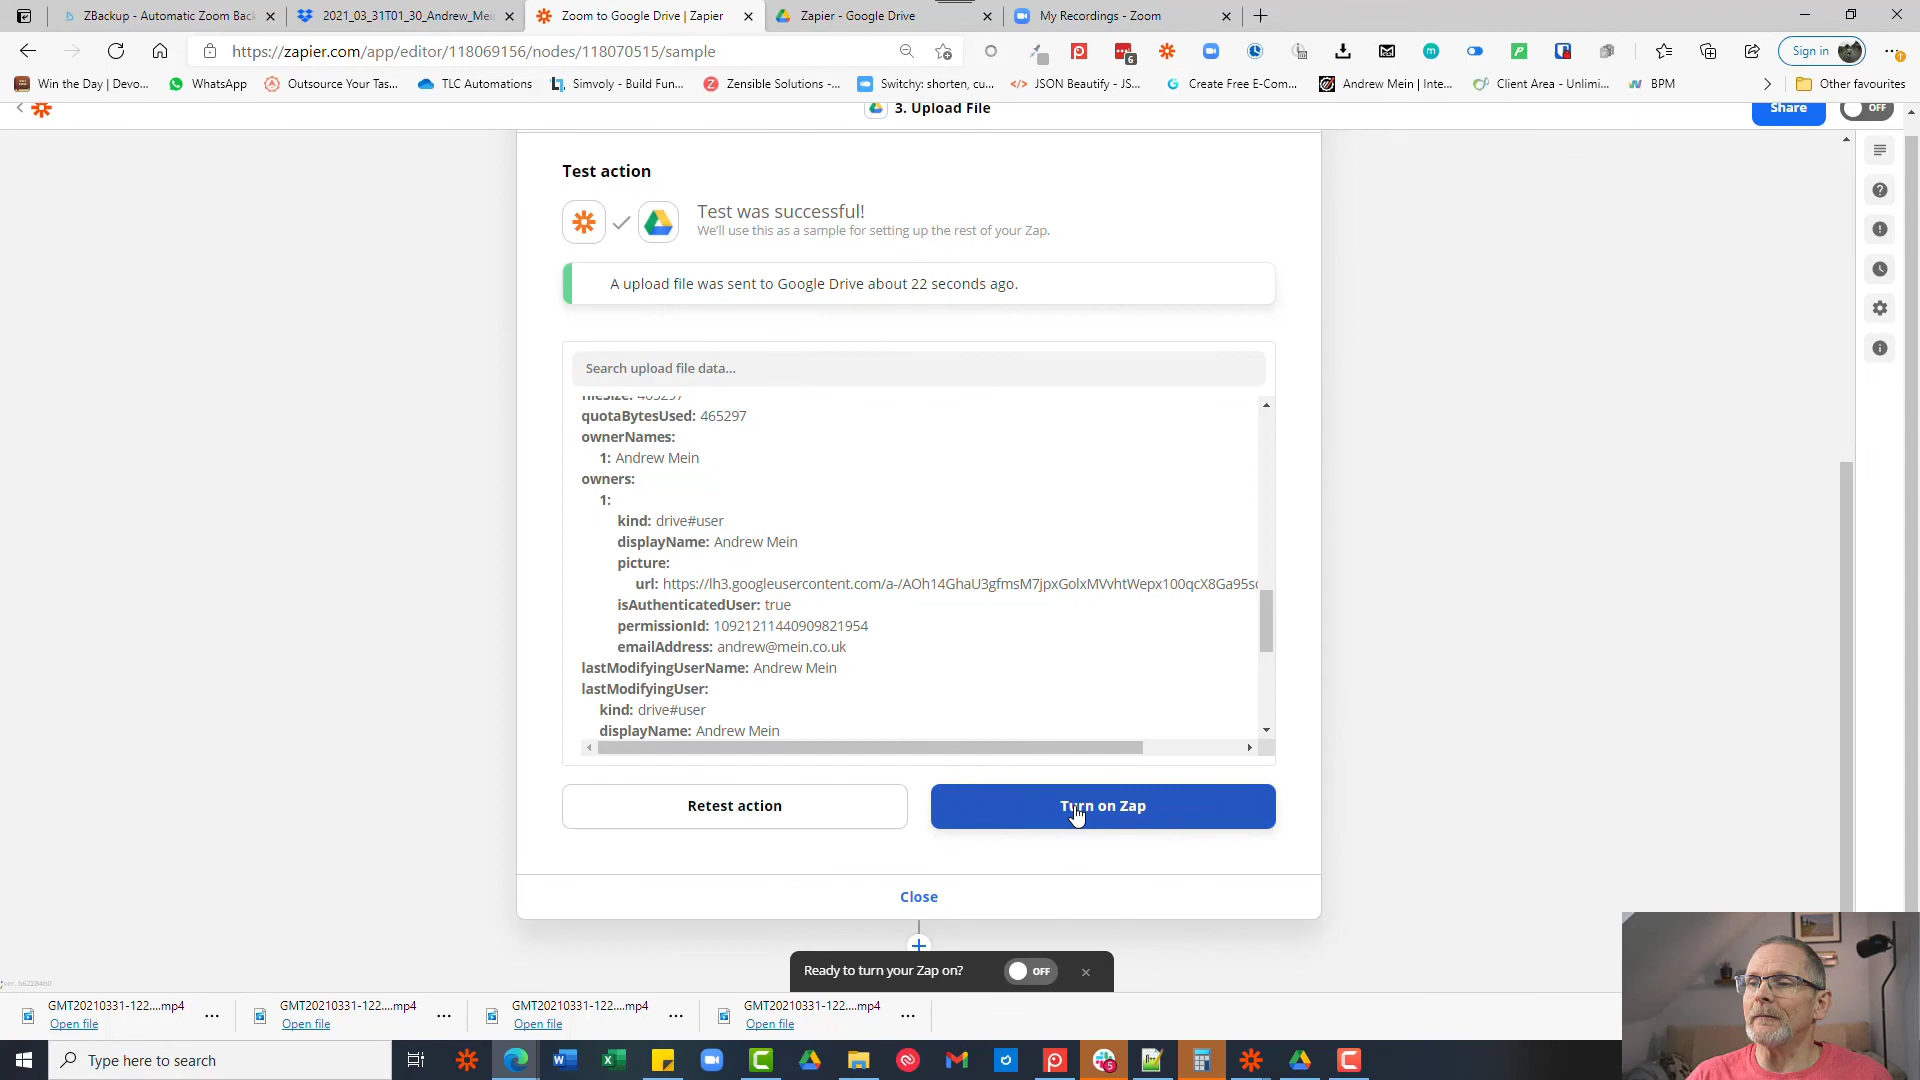 ZBackup - Automatic Zoom Bac
2021_03_31T01_30_Andrew_Mei
Zoom to Google Drive | Zapier
Zapier - Google Drive
My Recordings - Zoom
https://zapier.com/app/editor/118069156/nodes/118070515/sample
6
Sign in
Win the Day | Devo...
WhatsApp
Outsource Your Tas...
TLC Automations
Simvoly - Build Fun...
Zensible Solutions -...
Switchy: shorten, cu...
JSON Beautify - JS...
Create Free E-Com...
Andrew Mein | Inte...
Client Area - Unlimi...
BPM
Other favourites
3. Upload File
Share
OFF
Test action
Test was successful!
We'll use this as a sample for setting up the rest of your Zap.
A upload file was sent to Google Drive about 22 seconds ago.
Search upload file data...
fileSize: 465297
quotaBytesUsed: 465297
ownerNames:
1: Andrew Mein
owners:
1:
kind: drive#user
displayName: Andrew Mein
picture:
url: https://lh3.googleusercontent.com/a-/AOh14GhaU3gfmsM7jpxGolxMVvhtWepx100qcX8Ga95s
isAuthenticatedUser: true
permissionId: 10921211440909821954
emailAddress: andrew@mein.co.uk
lastModifyingUserName: Andrew Mein
lastModifyingUser:
kind: drive#user
displayName: Andrew Mein
Retest action
Turn on Zap
Close
Ready to turn your Zap on?
OFF
GMT20210331-122....mp4
Open file
GMT20210331-122....mp4
Open file
GMT20210331-122....mp4
Open file
GMT20210331-122....mp4
Open file
Type here to search
5